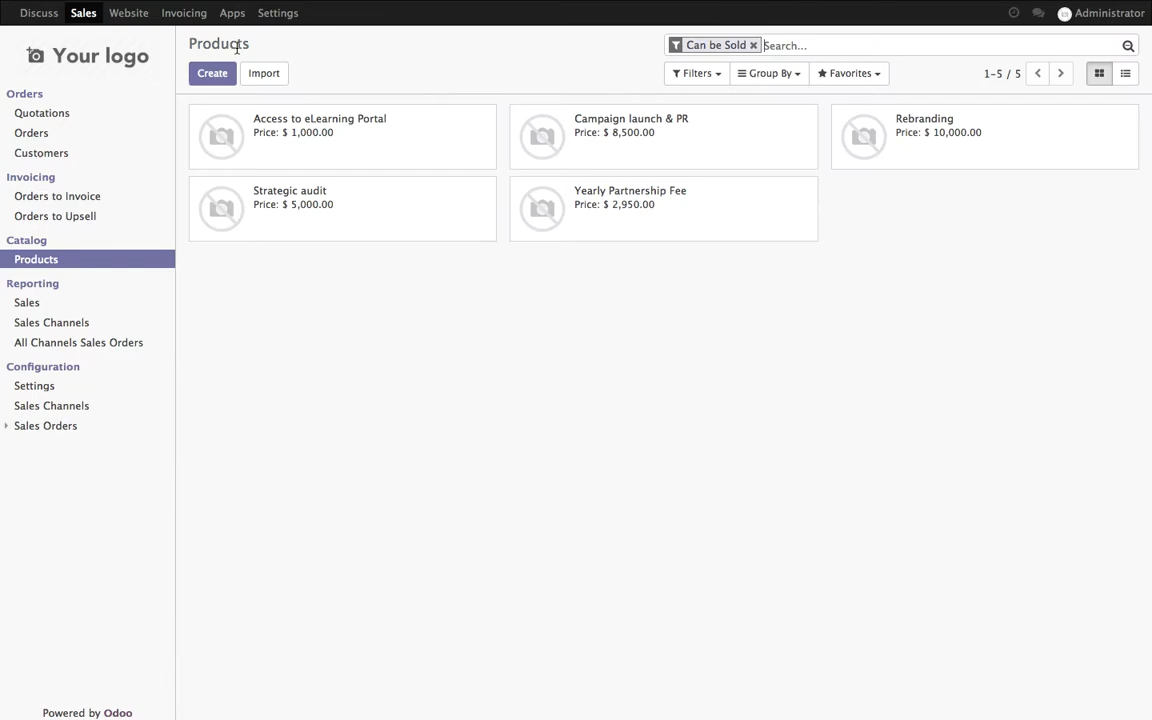 Discuss Sales Website Invoicing Apps Settings Administrator
Your logo
Orders
Quotations
Orders
Customers
Invoicing
Orders to Invoice
Orders to Upsell
Catalog
Products
Reporting
Sales
Sales Channels
All Channels Sales Orders
Configuration
Settings
Sales Channels
Sales Orders
Powered by Odoo
Products
Can be Sold Search...
Create Import
Filters Group By Favorites 1-5 / 5
Access to eLearning Portal
Price: $ 1,000.00
Campaign launch & PR
Price: $ 8,500.00
Rebranding
Price: $ 10,000.00
Strategic audit
Price: $ 5,000.00
Yearly Partnership Fee
Price: $ 2,950.00